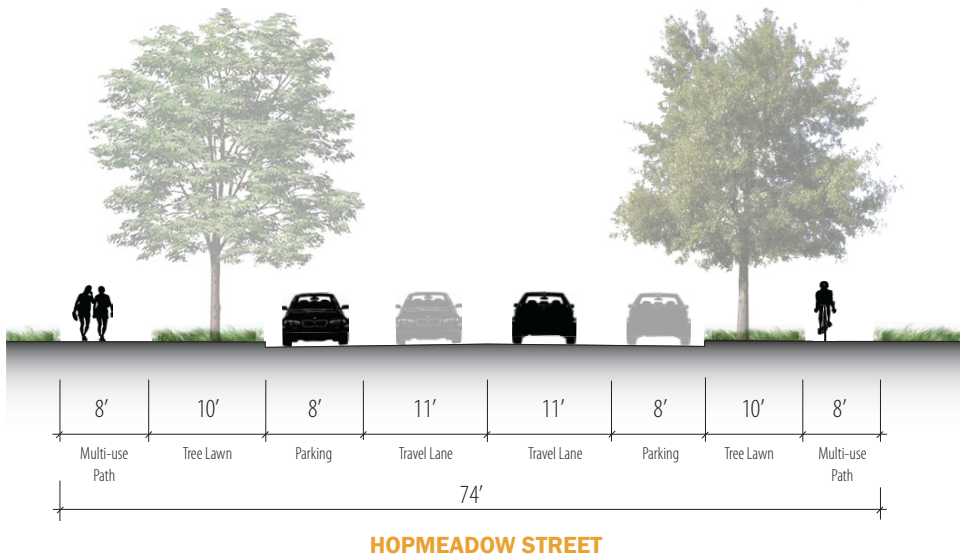 8’ 10’ 8’ 11’ 11’ 8’ 10’ 8’
Multi-use Tree Lawn Parking Travel Lane Travel Lane Parking Tree Lawn Multi-use
Path Path
74’
HOPMEADOW STREET